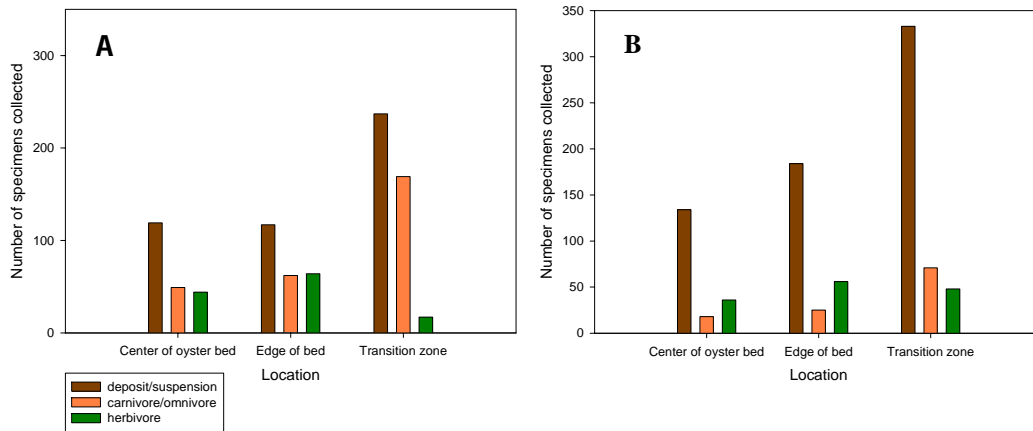 A
Number of specimens collected
300
200
100
0
Center of oyster bed
Edge of bed
Transition zone
Location
deposit/suspension
carnivore/omnivore
herbivore
B
Number of specimens collected
350
300
250
200
150
100
50
0
Center of oyster bed
Edge of bed
Transition zone
Location